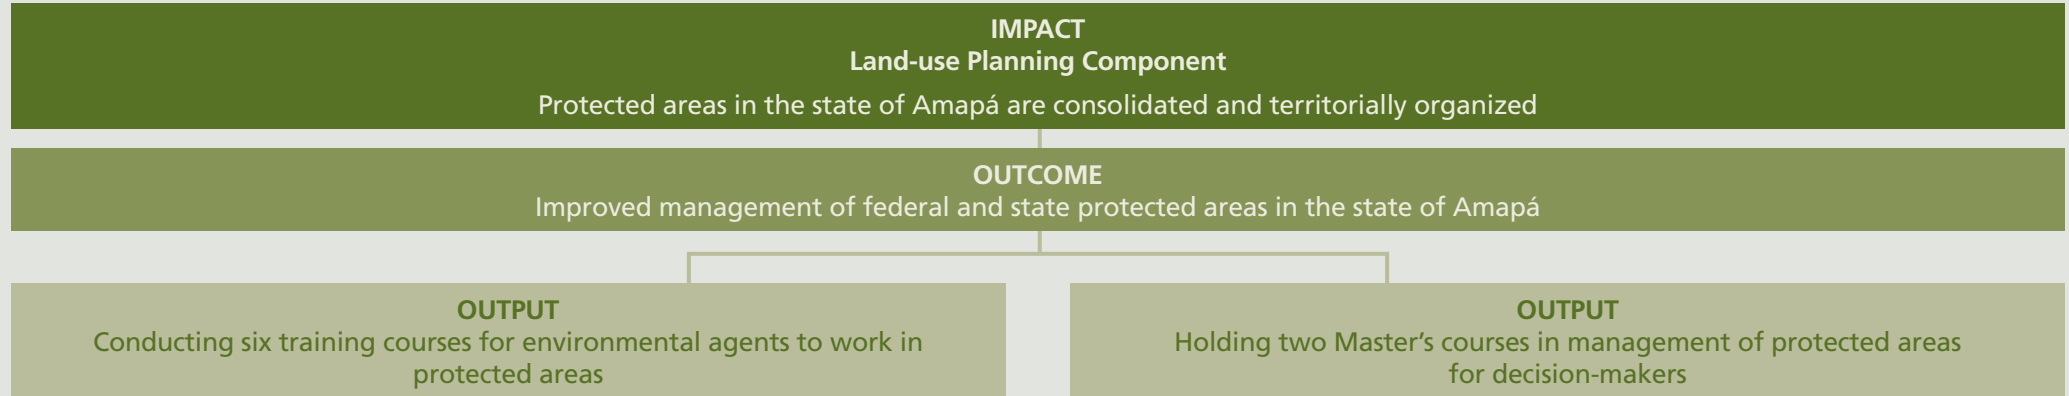 IMPACT
Land-use Planning Component
Protected areas in the state of Amapá are consolidated and territorially organized
OUTCOME
Improved management of federal and state protected areas in the state of Amapá
OUTPUT
Conducting six training courses for environmental agents to work in
protected areas
OUTPUT
Holding two Master’s courses in management of protected areas
for decision-makers